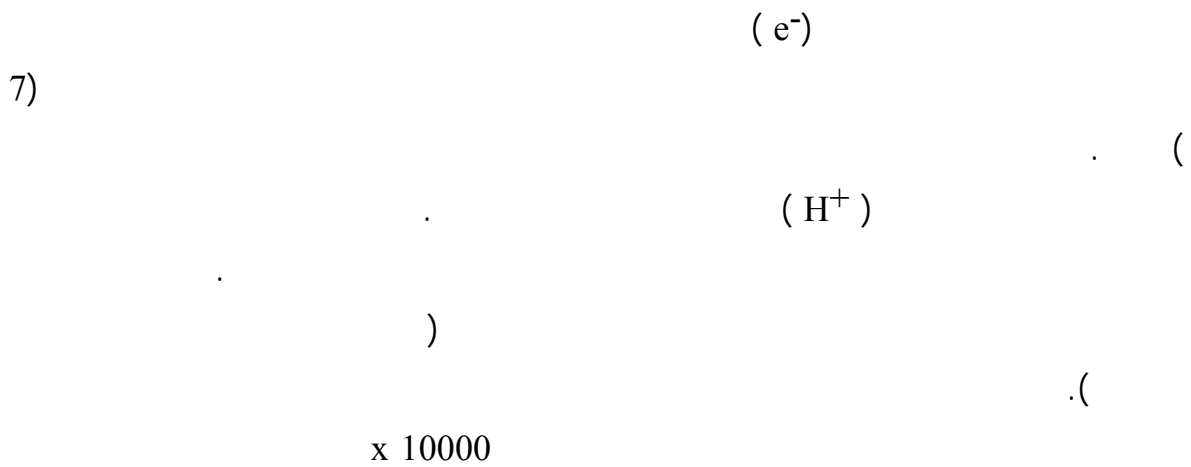 ( e-)
7)
. (
. ( H+ )
.
)
.(
x 10000